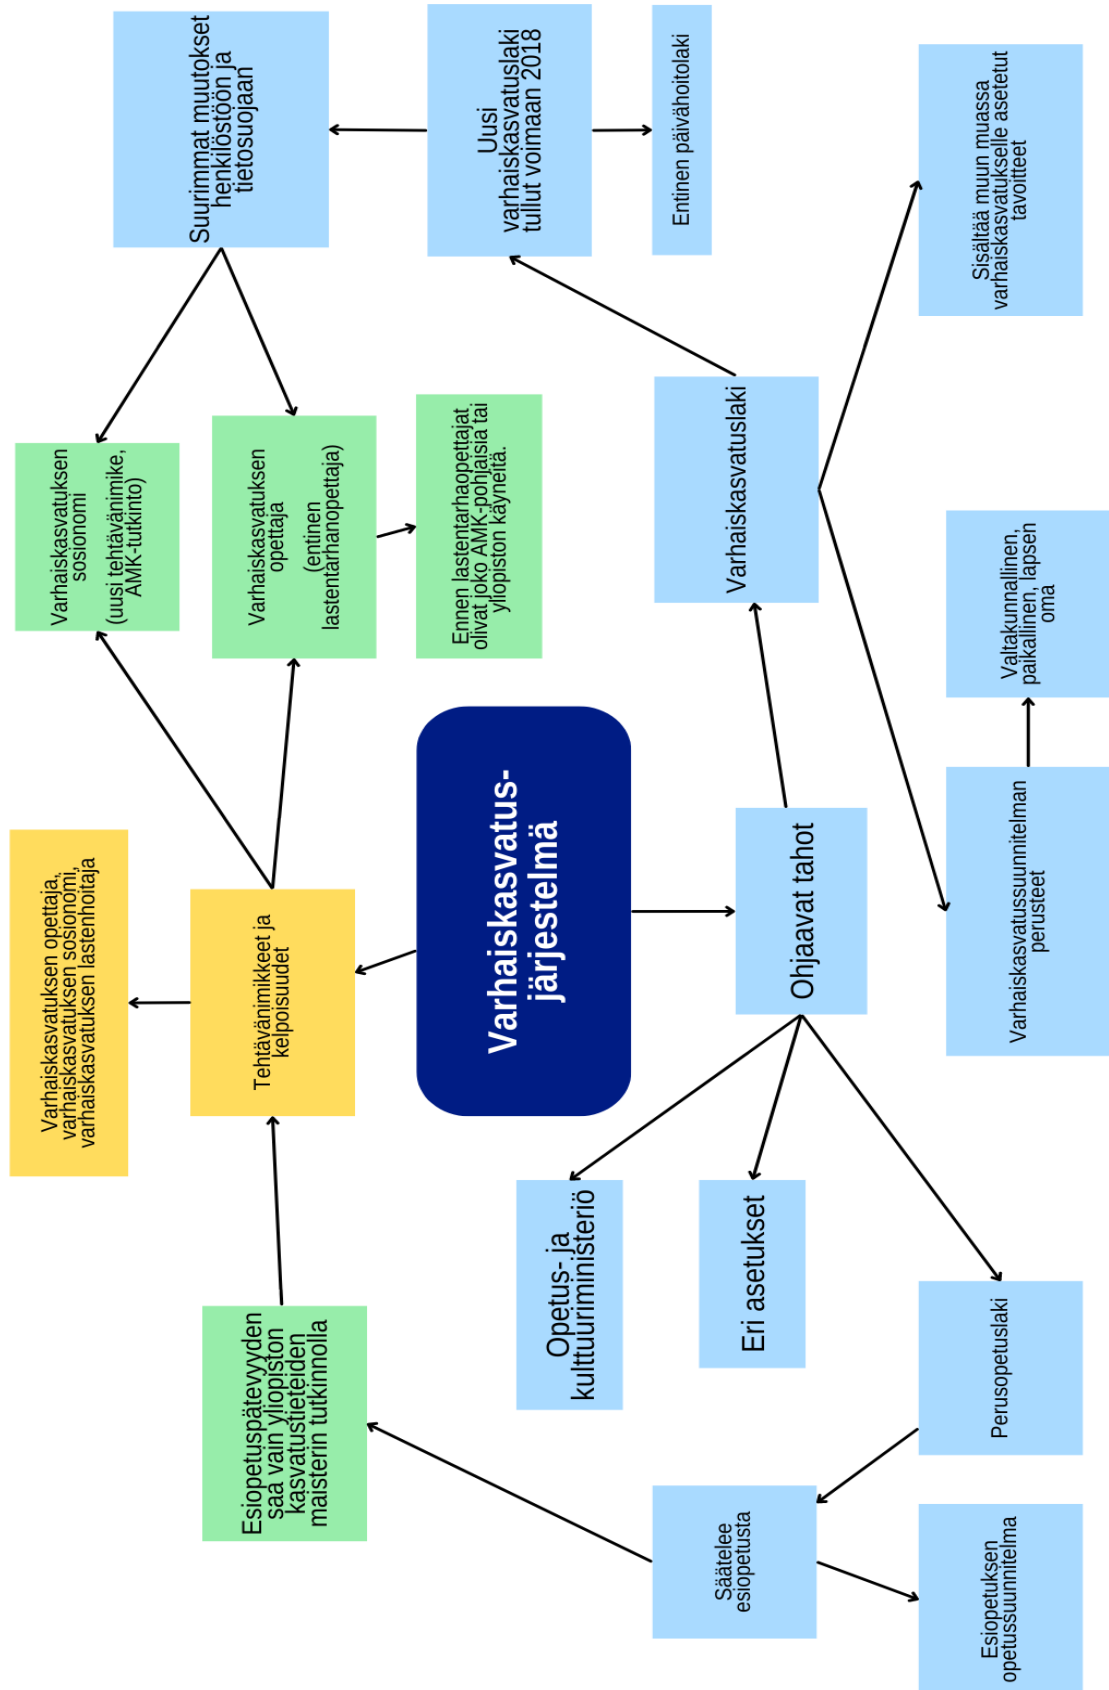 Varhaiskasvatuksen opettaja,
varhaiskasvatuksen sosionomi,
varhaiskasvatuksen lastenhoitaja
Varhaiskasvatuksen
sosionomi
(uusi tehtävänimike,
AMK-tutkinto)
Suurimmat muutokset
henkilöstöön ja
tietosuojaan
Esiopetuspätevyyden
saa vain yliopiston
kasvatustieteiden
maisterin tutkinnolla
Tehtävänimikkeet ja
kelpoisuudet
Varhaiskasvatuksen
opettaja
(entinen
lastentarhanopettaja)
Varhaiskasvatus-
järjestelmä
Ennen lastentarhaopettajat
olivat joko AMK-pohjaisia tai
yliopiston käyneitä.
Uusi
varhaiskasvatuslaki
tullut voimaan 2018
Opetus- ja
kulttuuriministeriö
Säätelee
esiopetusta
Eri asetukset
Ohjaavat tahot
Varhaiskasvatuslaki
Entinen päivähoitolaki
Esiopetuksen
opetussuunnitelma
Perusopetuslaki
Varhaiskasvatussuunnitelman
perusteet
Valtakunnallinen,
paikallinen, lapsen
oma
Sisältää muun muassa
varhaiskasvatukselle asetetut
tavoitteet